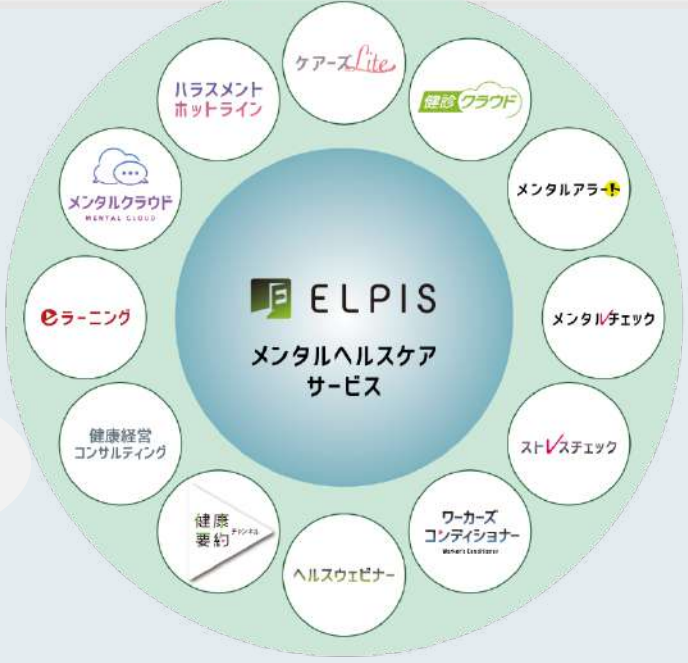 ケアーズLite
健診クラウド
メンタルアラート
メンタルチェック
ストレスチェック
ワーカーズ
コンディショナー
Worker's Conditioner
ヘルスウェビナー
健康
要約チャンネル
健康経営
コンサルティング
eラーニング
メンタルクラウド
MENTAL CLOUD
ハラスメント
ホットライン
ELPIS
メンタルヘルスケア
サービス